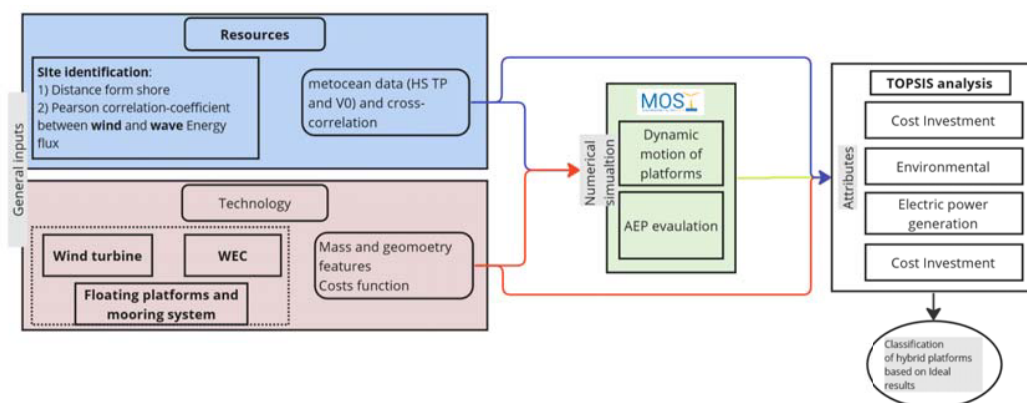 General inputs
Resources
SIte identification:
1) Distance form shore
2) Pearson correlation-coefficient
between wind and wave Energy
flux
metocean data (HS TP
and V0) and cross-
correlation
Technology
Wind turbine
WEC
Floating platforms and
mooring system
Mass and geomoetry
features
Costs function
Numerical
simualtion
MOST
Dynamic
motion of
platforms
AEP evaulation
Attributes
TOPSIS analysis
Cost Investment
Environmental
Electric power
generation
Cost Investment
Classification
of hybrid platforms
based on Ideal
results